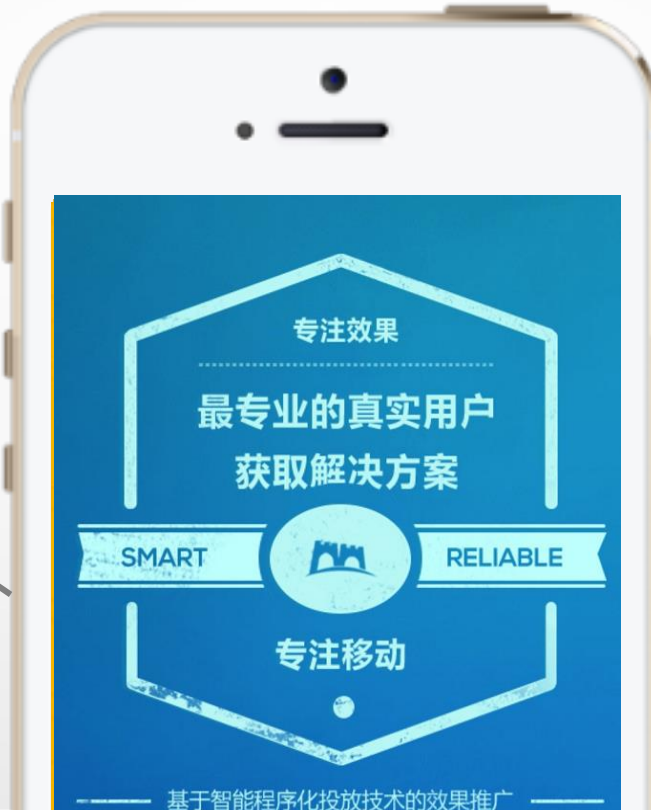 专注效果
最专业的真实用户
获取解决方案
SMART
RELIABLE
专注移动
基于智能程序化投放技术的效果推广